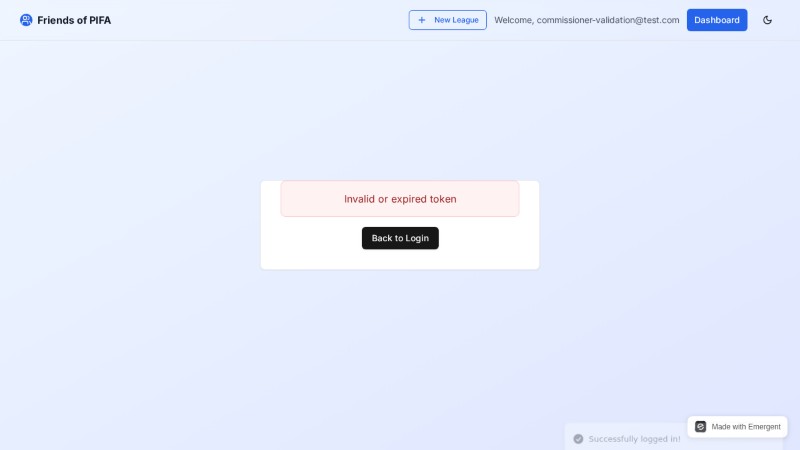 Friends of PIFA
New League
Welcome, commissioner-validation@test.com
Dashboard
Invalid or expired token
Back to Login
Successfully logged in!
Made with Emergent